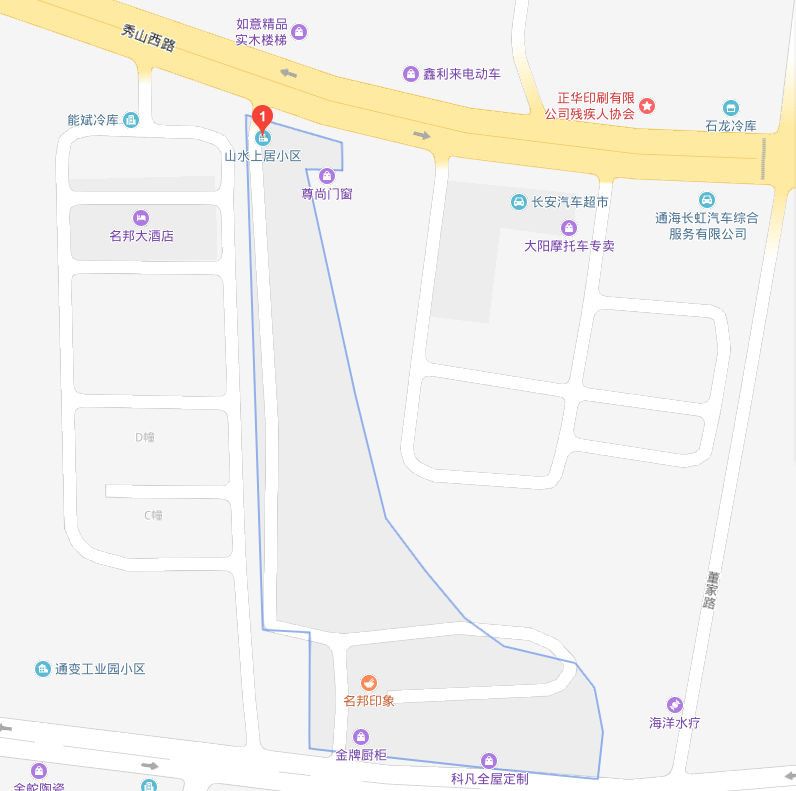 秀山西路
如意精品
实木楼梯
鑫利来电动车
正华印刷有限
公司残疾人协会
石龙冷库
能斌冷库
1
山水上居小区
尊尚门窗
长安汽车超市
大阳摩托车专卖
通海长虹汽车综合
服务有限公司
名邦大酒店
D幢
C幢
董家路
通变工业园小区
名邦印象
海洋水疗
金牌厨柜
科凡全屋定制
金舵陶瓷